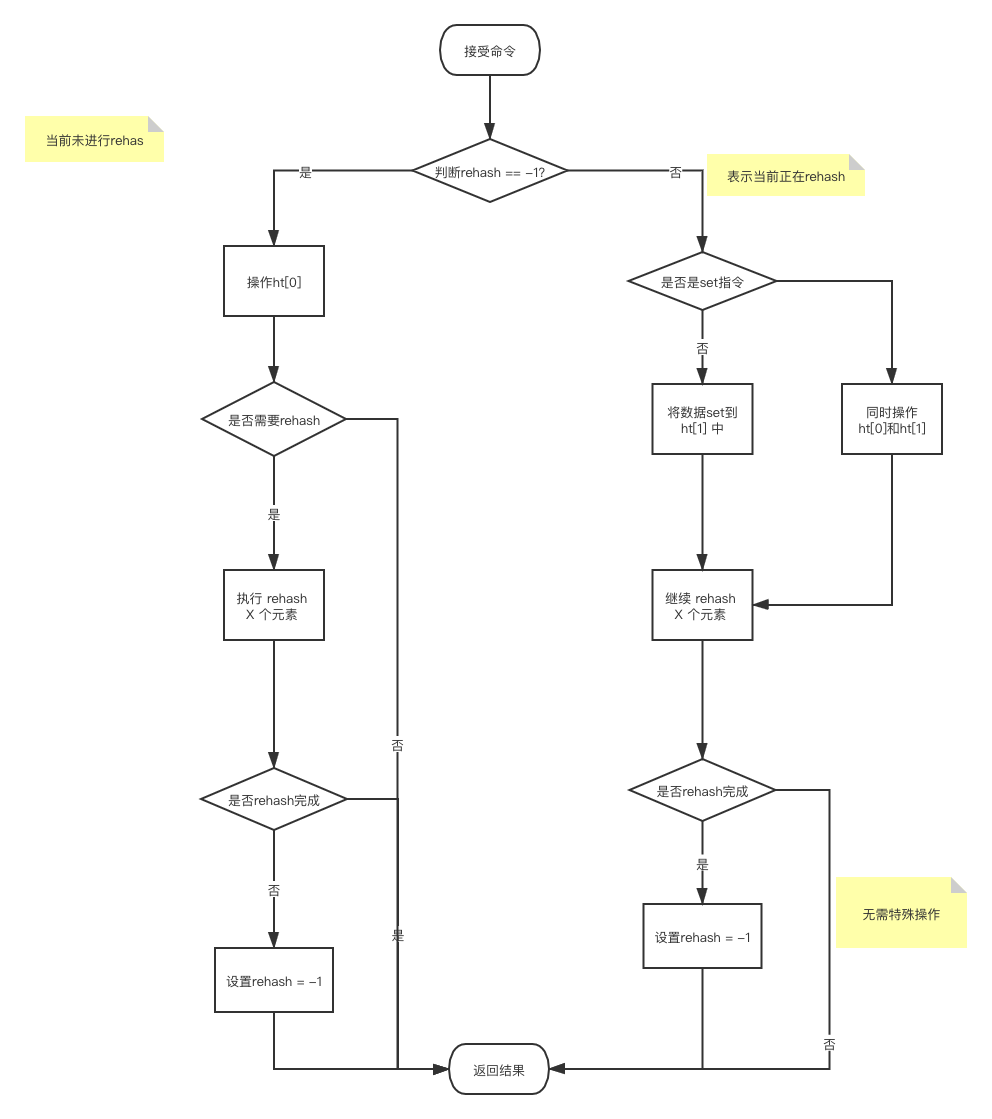 接受命令
当前未进行rehas
判断rehash == -1?
是
否
表示当前正在rehash
操作ht[0]
是否是set指令
否
是否需要rehash
将数据set到
ht[1] 中
同时操作
ht[0]和ht[1]
是
执行 rehash
X 个元素
继续 rehash
X 个元素
否
是否rehash完成
是否rehash完成
是
否
无需特殊操作
是
设置rehash = -1
设置rehash = -1
否
返回结果